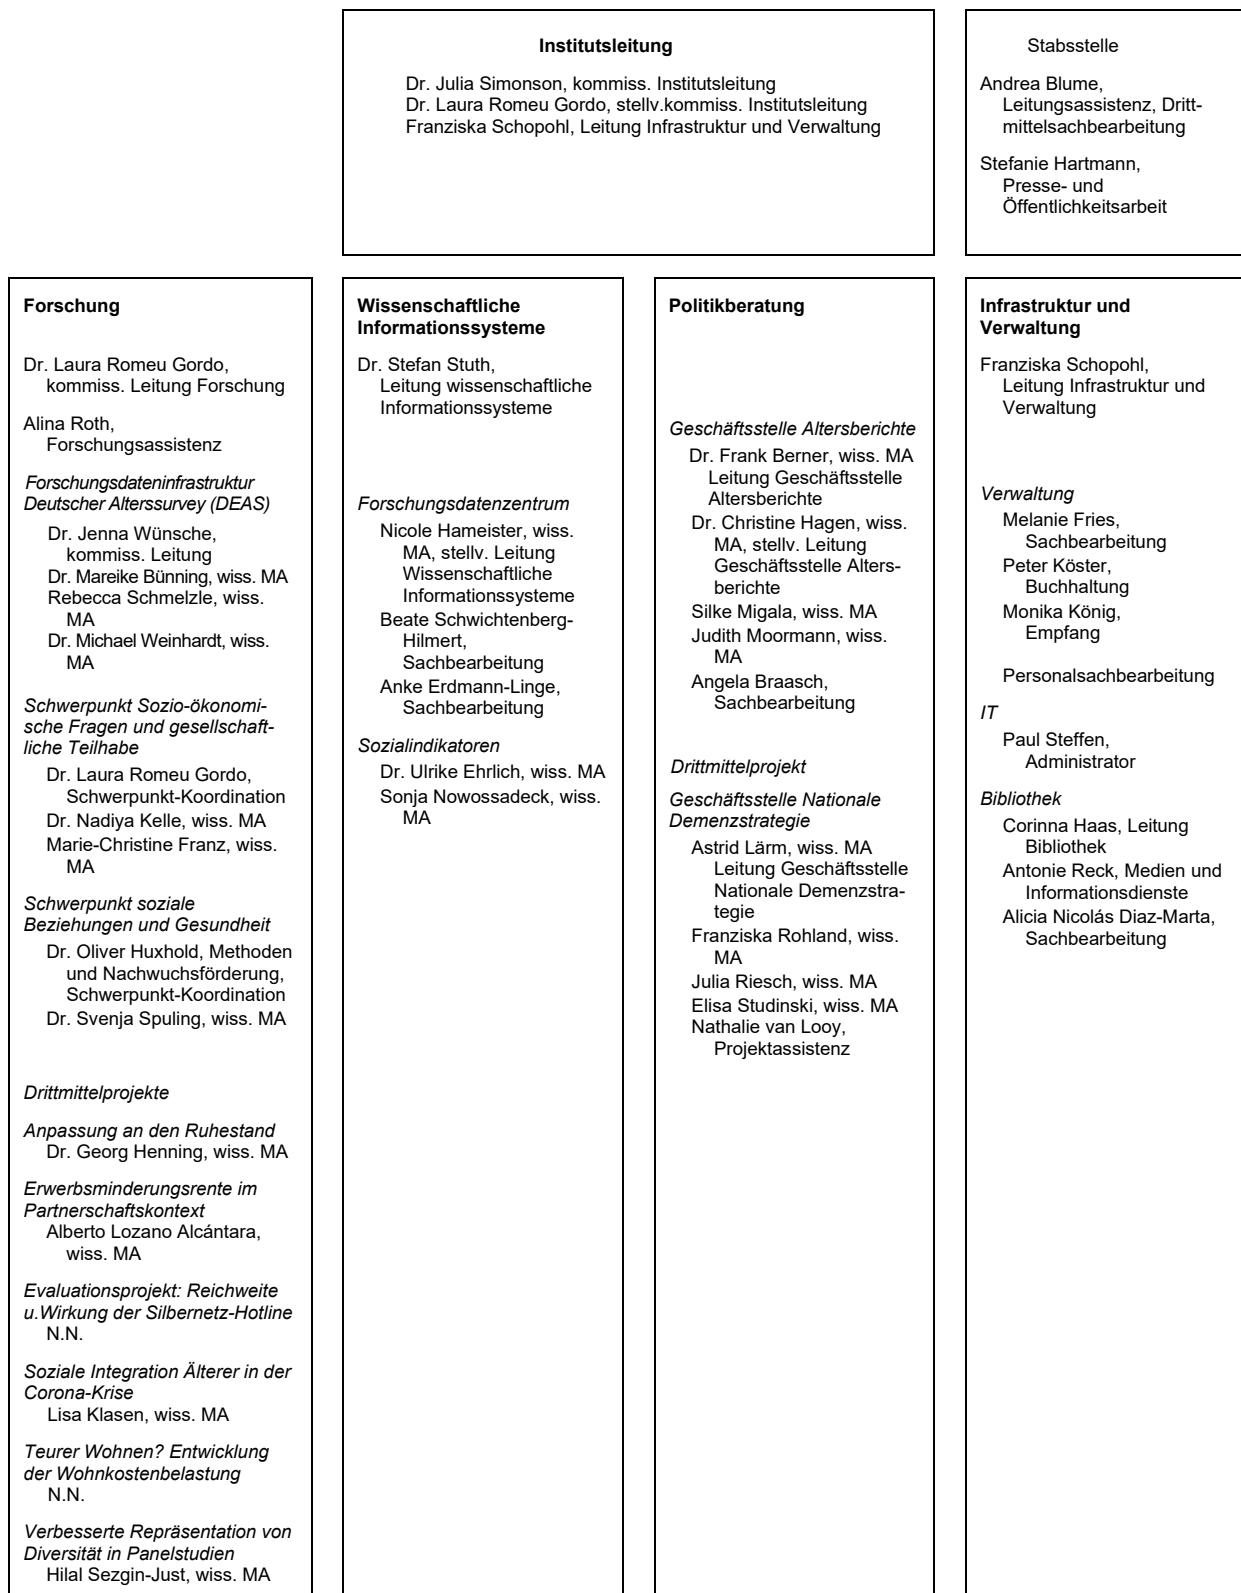 Institutsleitung
Dr. Julia Simonson, kommiss. Institutsleitung
Dr. Laura Romeu Gordo, stellv.kommiss. Institutsleitung
Franziska Schopohl, Leitung Infrastruktur und Verwaltung
Stabsstelle
Andrea Blume,
Leitungsassistenz, Dritt-
mittelsachbearbeitung
Stefanie Hartmann,
Presse- und
Öffentlichkeitsarbeit
Forschung
Dr. Laura Romeu Gordo,
kommiss. Leitung Forschung
Alina Roth,
Forschungsassistenz
Forschungsdateninfrastruktur
Deutscher Alterssurvey (DEAS)
Dr. Jenna Wünsche,
kommiss. Leitung
Dr. Mareike Bünning, wiss. MA
Rebecca Schmelzle, wiss.
MA
Dr. Michael Weinhardt, wiss.
MA
Schwerpunkt Sozio-ökonomi-
sche Fragen und gesellschaft-
liche Teilhabe
Dr. Laura Romeu Gordo,
Schwerpunkt-Koordination
Dr. Nadiya Kelle, wiss. MA
Marie-Christine Franz, wiss.
MA
Schwerpunkt soziale
Beziehungen und Gesundheit
Dr. Oliver Huxhold, Methoden
und Nachwuchsförderung,
Schwerpunkt-Koordination
Dr. Svenja Spuling, wiss. MA
Drittmittelprojekte
Anpassung an den Ruhestand
Dr. Georg Henning, wiss. MA
Erwerbsminderungsrente im
Partnerschaftskontext
Alberto Lozano Alcántara,
wiss. MA
Evaluationsprojekt: Reichweite
u.Wirkung der Silbernetz-Hotline
N.N.
Soziale Integration Älterer in der
Corona-Krise
Lisa Klasen, wiss. MA
Teurer Wohnen? Entwicklung
der Wohnkostenbelastung
N.N.
Verbesserte Repräsentation von
Diversität in Panelstudien
Hilal Sezgin-Just, wiss. MA
Wissenschaftliche
Informationssysteme
Dr. Stefan Stuth,
Leitung wissenschaftliche
Informationssysteme
Forschungsdatenzentrum
Nicole Hameister, wiss.
MA, stellv. Leitung
Wissenschaftliche
Informationssysteme
Beate Schwichtenberg-
Hilmert,
Sachbearbeitung
Anke Erdmann-Linge,
Sachbearbeitung
Sozialindikatoren
Dr. Ulrike Ehrlich, wiss. MA
Sonja Nowossadeck, wiss.
MA
Politikberatung
Geschäftsstelle Altersberichte
Dr. Frank Berner, wiss. MA
Leitung Geschäftsstelle
Altersberichte
Dr. Christine Hagen, wiss.
MA, stellv. Leitung
Geschäftsstelle Alters-
berichte
Silke Migala, wiss. MA
Judith Moormann, wiss.
MA
Angela Braasch,
Sachbearbeitung
Drittmittelprojekt
Geschäftsstelle Nationale
Demenzstrategie
Astrid Lärm, wiss. MA
Leitung Geschäftsstelle
Nationale Demenzstra-
tegie
Franziska Rohland, wiss.
MA
Julia Riesch, wiss. MA
Elisa Studinski, wiss. MA
Nathalie van Looy,
Projektassistenz
Infrastruktur und
Verwaltung
Franziska Schopohl,
Leitung Infrastruktur und
Verwaltung
Verwaltung
Melanie Fries,
Sachbearbeitung
Peter Köster,
Buchhaltung
Monika König,
Empfang
Personalsachbearbeitung
IT
Paul Steffen,
Administrator
Bibliothek
Corinna Haas, Leitung
Bibliothek
Antonie Reck, Medien und
Informationsdienste
Alicia Nicolás Diaz-Marta,
Sachbearbeitung